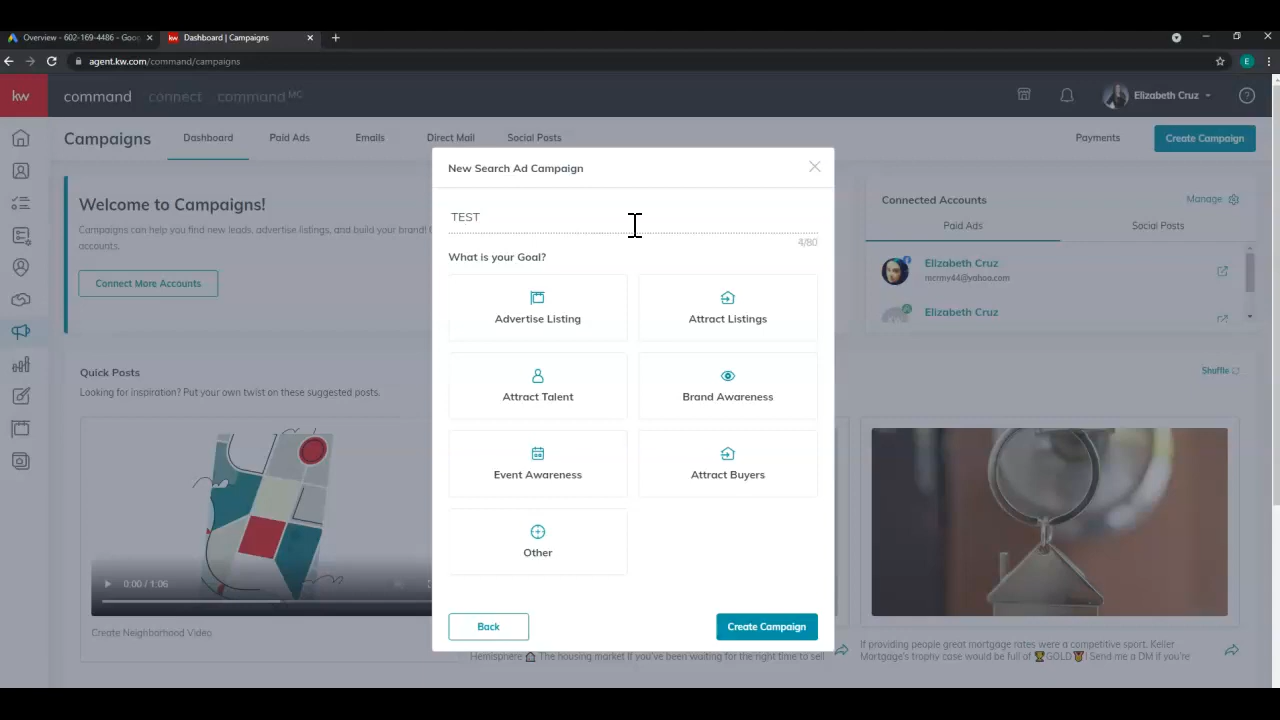 Overview - 602-169-4486 - Goog
Dashboard | Campaigns
agent.kw.com/command/campaigns
E
kw
command
connect
command MC
Elizabeth Cruz
Campaigns
Dashboard
Paid Ads
Emails
Direct Mail
Social Posts
Payments
Create Campaign
Welcome to Campaigns!
Campaigns can help you find new leads, advertise listings, and build your brand!
accounts.
Connect More Accounts
New Search Ad Campaign
TEST
4/80
What is your Goal?
Advertise Listing
Attract Listings
Attract Talent
Brand Awareness
Event Awareness
Attract Buyers
Other
Back
Create Campaign
Connected Accounts
Manage
Paid Ads
Social Posts
Elizabeth Cruz
mcrmy44@yahoo.com
Elizabeth Cruz
Quick Posts
Shuffle
Looking for inspiration? Put your own twist on these suggested posts.
0:00 / 1:06
Create Neighborhood Video
Hemisphere 🏠 The housing market If you've been waiting for the right time to sell
If providing people great mortgage rates were a competitive sport. Keller
Mortgage's trophy case would be full of 🏆GOLD🏅! Send me a DM if you're